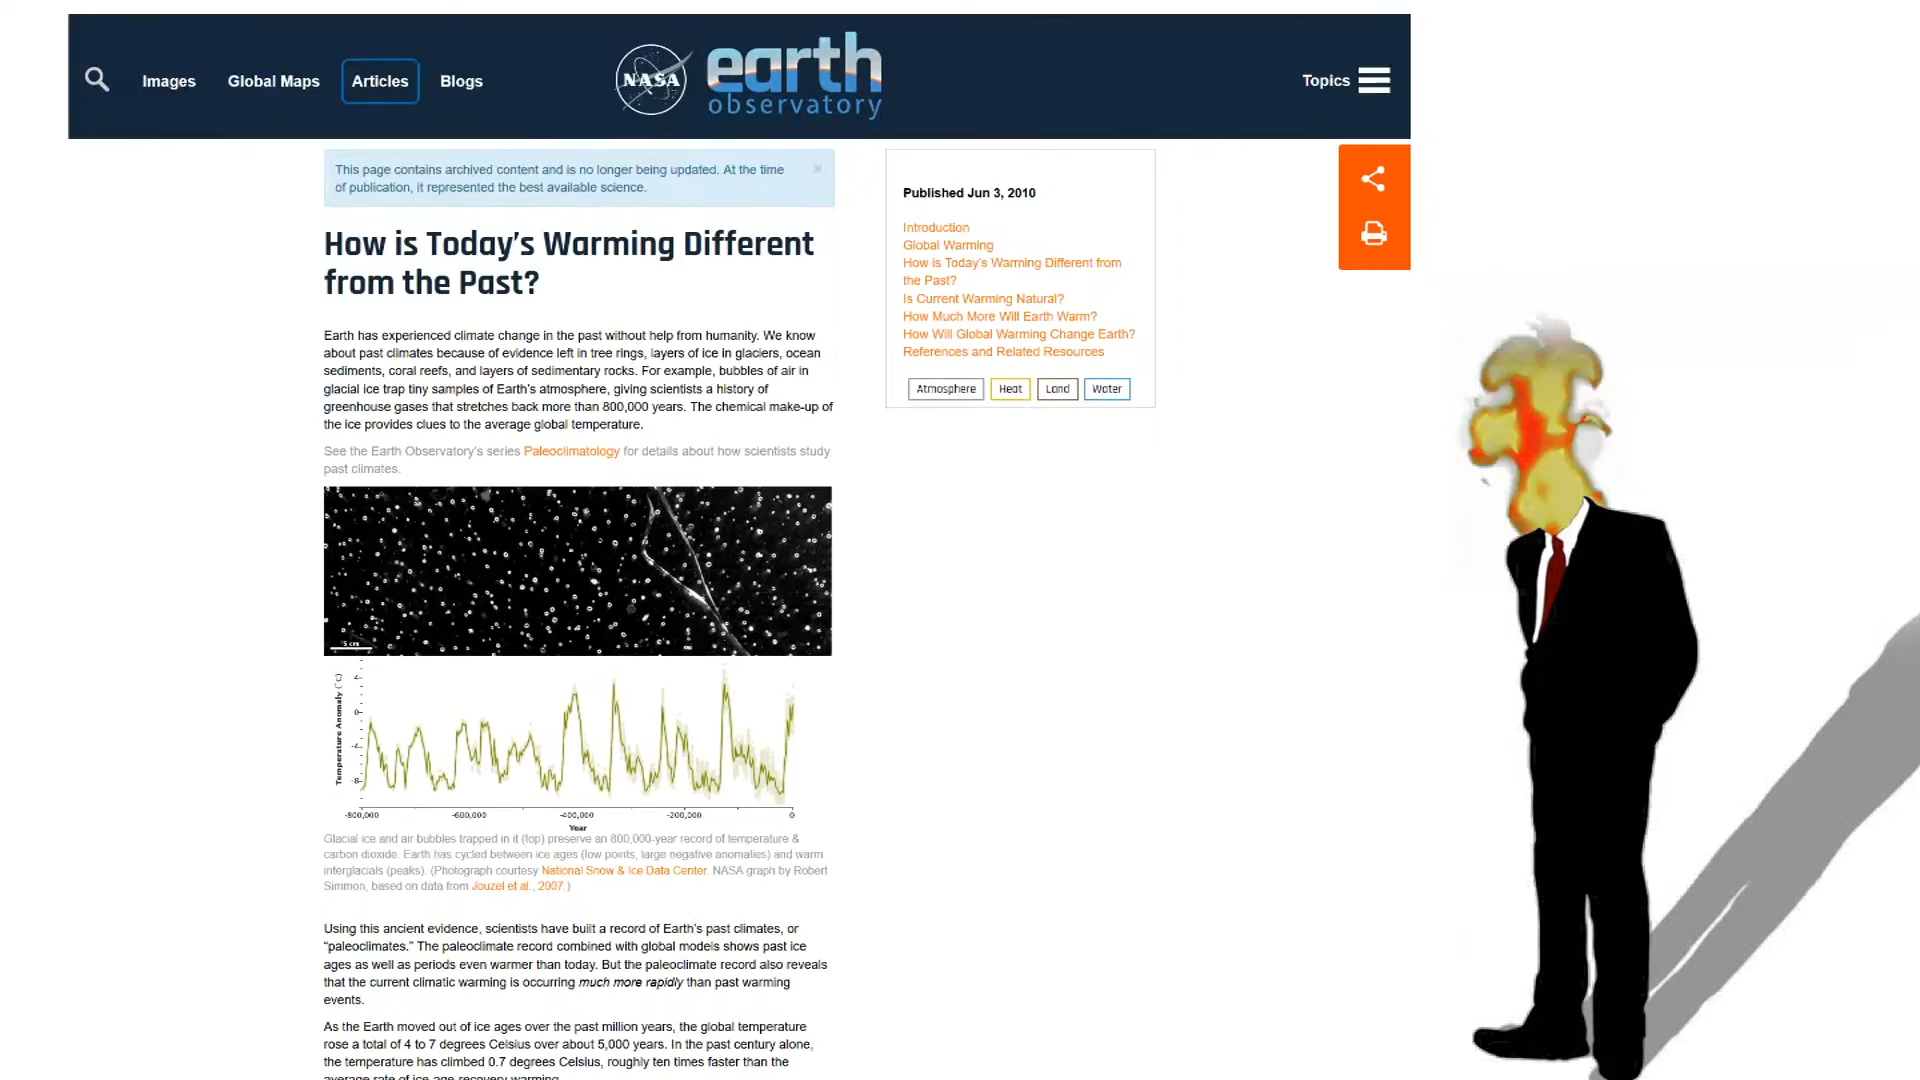 Images
Global Maps
Articles
Blogs
NASA
earth
observatory
Topics
This page contains archived content and is no longer being updated. At the time
of publication, it represented the best available science.
How is Today’s Warming Different
from the Past?
Earth has experienced climate change in the past without help from humanity. We know
about past climates because of evidence left in tree rings, layers of ice in glaciers, ocean
sediments, coral reefs, and layers of sedimentary rocks. For example, bubbles of air in
glacial ice trap tiny samples of Earth’s atmosphere, giving scientists a history of
greenhouse gases that stretches back more than 800,000 years. The chemical make-up of
the ice provides clues to the average global temperature.
See the Earth Observatory’s series Paleoclimatology for details about how scientists study
past climates.
5 cm
Temperature Anomaly (°C)
4
0
-4
-8
-800,000
-600,000
-400,000
-200,000
0
Year
Glacial ice and air bubbles trapped in it (top) preserve an 800,000-year record of temperature &
carbon dioxide. Earth has cycled between ice ages (low points, large negative anomalies) and warm
interglacials (peaks). (Photograph courtesy National Snow & Ice Data Center. NASA graph by Robert
Simmon, based on data from Jouzel et al., 2007.)
Using this ancient evidence, scientists have built a record of Earth’s past climates, or
“paleoclimates.” The paleoclimate record combined with global models shows past ice
ages as well as periods even warmer than today. But the paleoclimate record also reveals
that the current climatic warming is occurring much more rapidly than past warming
events.
As the Earth moved out of ice ages over the past million years, the global temperature
rose a total of 4 to 7 degrees Celsius over about 5,000 years. In the past century alone,
the temperature has climbed 0.7 degrees Celsius, roughly ten times faster than the
average rate of ice-age-recovery warming.
Published Jun 3, 2010
Introduction
Global Warming
How is Today’s Warming Different from
the Past?
Is Current Warming Natural?
How Much More Will Earth Warm?
How Will Global Warming Change Earth?
References and Related Resources
Atmosphere
Heat
Land
Water